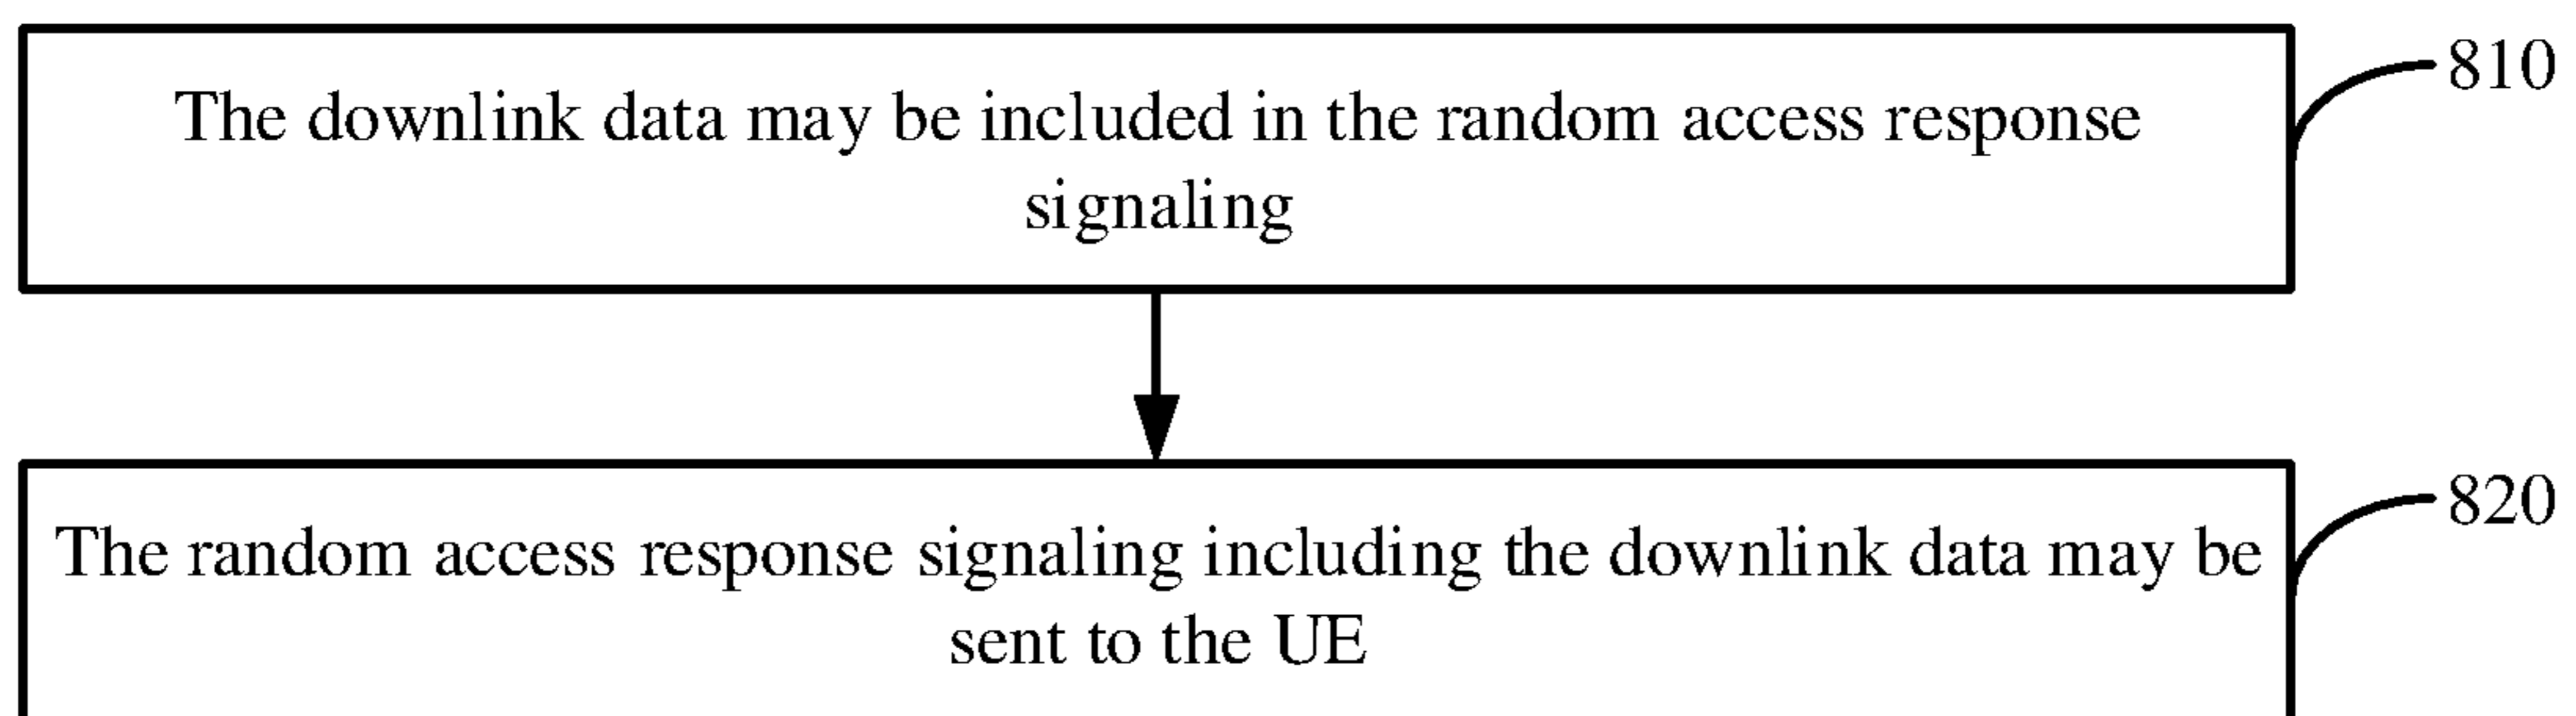 The downlink data may be included in the random access response
signaling
810
The random access response signaling including the downlink data may be
sent to the UE
820